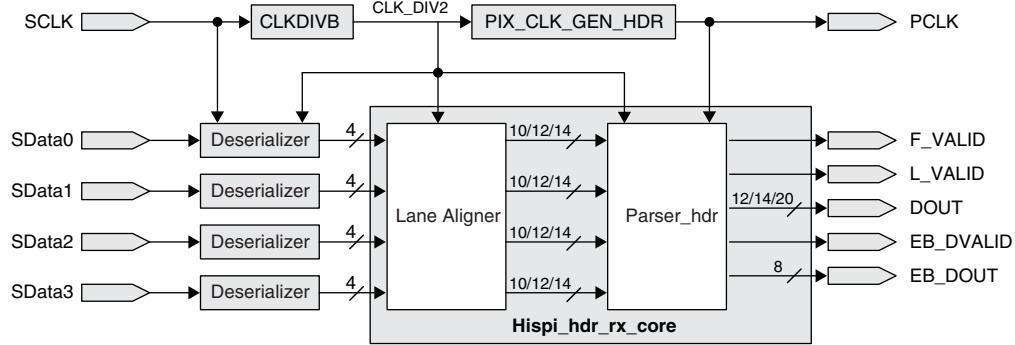 SCLK
CLKDIVB
CLK_DIV2
PIX_CLK_GEN_HDR
PCLK
SData0
Deserializer
4
10/12/14
F_VALID
L_VALID
SData1
Deserializer
4
Lane Aligner
10/12/14
Parser_hdr
12/14/20
DOUT
SData2
Deserializer
4
10/12/14
EB_DVALID
SData3
Deserializer
4
10/12/14
8
EB_DOUT
Hispi_hdr_rx_core